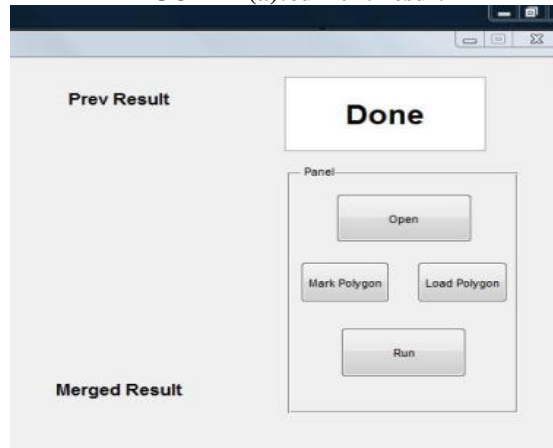 Prev Result
Done
Panel
Open
Mark Polygon
Load Polygon
Run
Merged Result